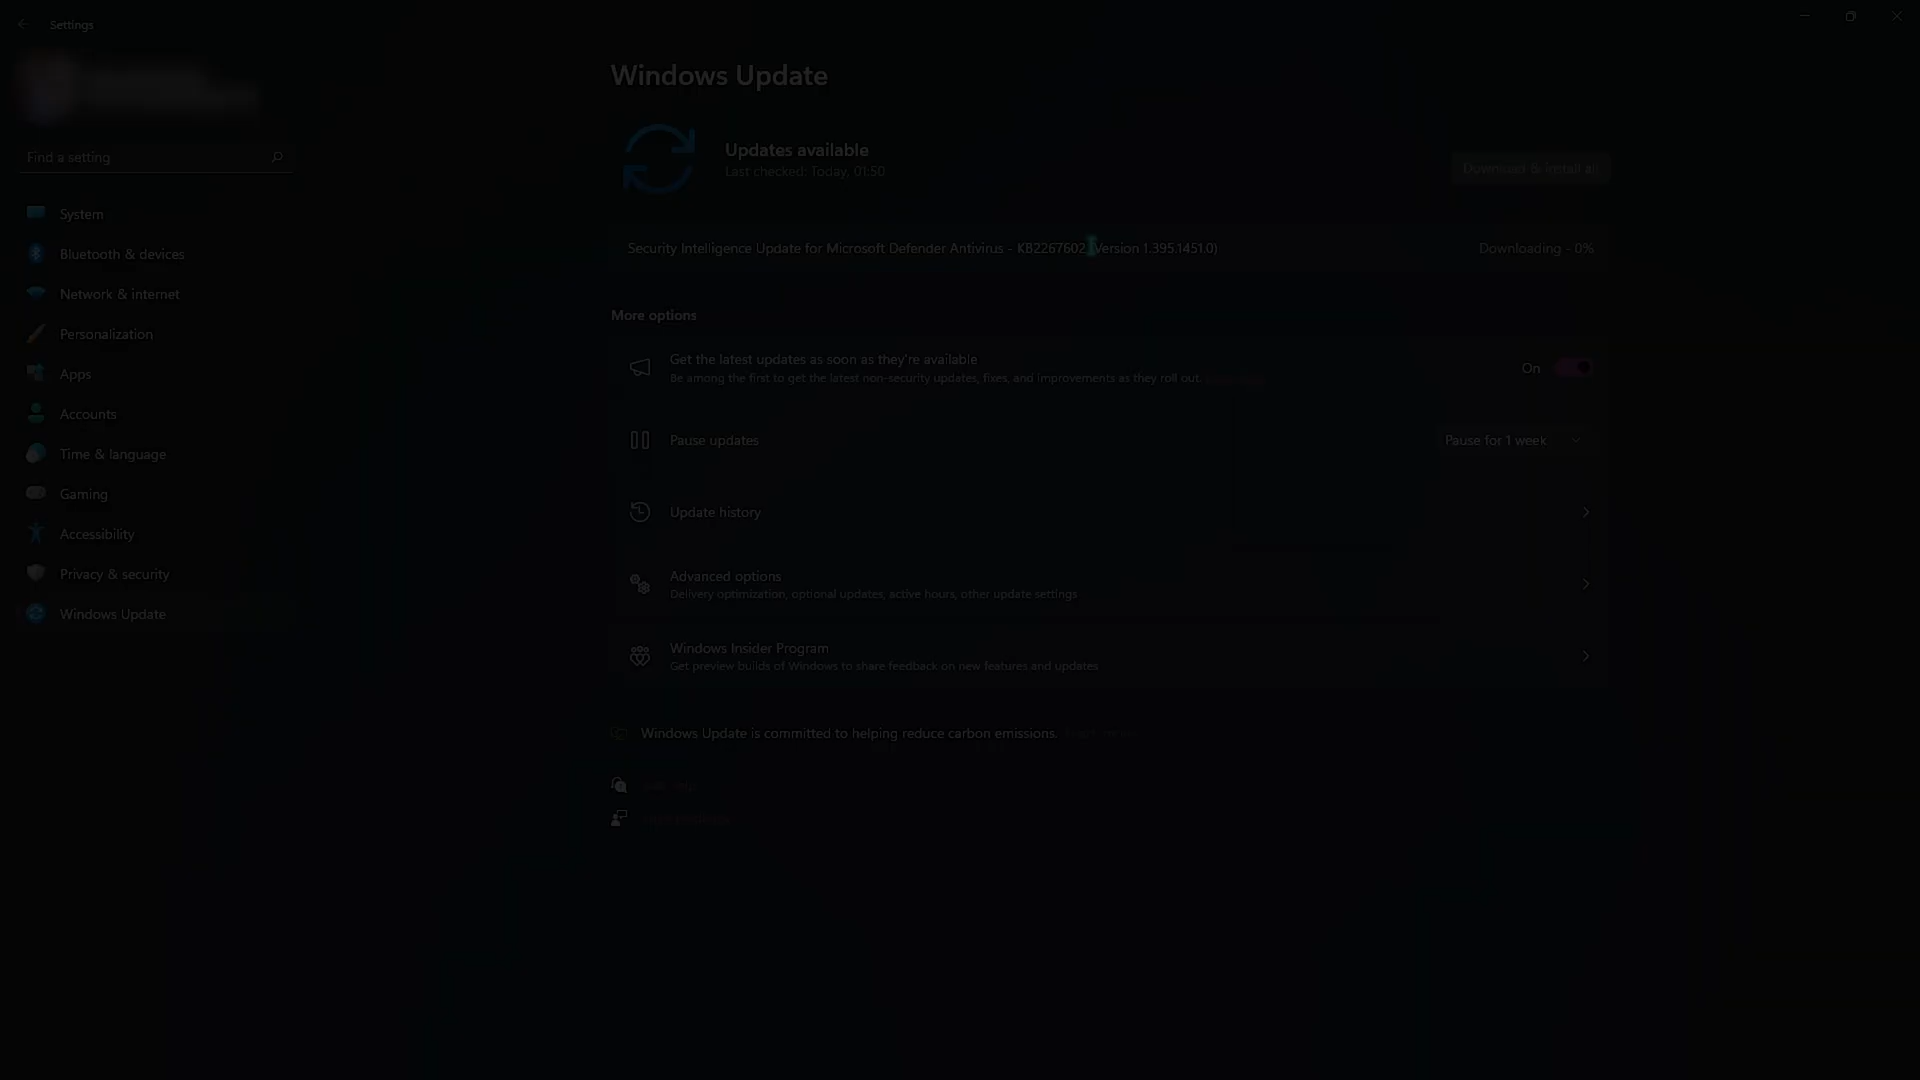 Settings
Windows Update
Find a setting
Updates available
Last checked: Today, 01:50
Download & install all
System
Bluetooth & devices
Security Intelligence Update for Microsoft Defender Antivirus - KB2267602 (Version 1.395.1451.0)
Downloading - 0%
Network & internet
More options
Personalization
Get the latest updates as soon as they're available
Be among the first to get the latest non-security updates, fixes, and improvements as they roll out.
On
Apps
Accounts
Pause updates
Pause for 1 week
Time & language
Gaming
Update history
Accessibility
Privacy & security
Advanced options
Delivery optimization, optional updates, active hours, other update settings
Windows Update
Windows Insider Program
Get preview builds of Windows to share feedback on new features and updates
Windows Update is committed to helping reduce carbon emissions.